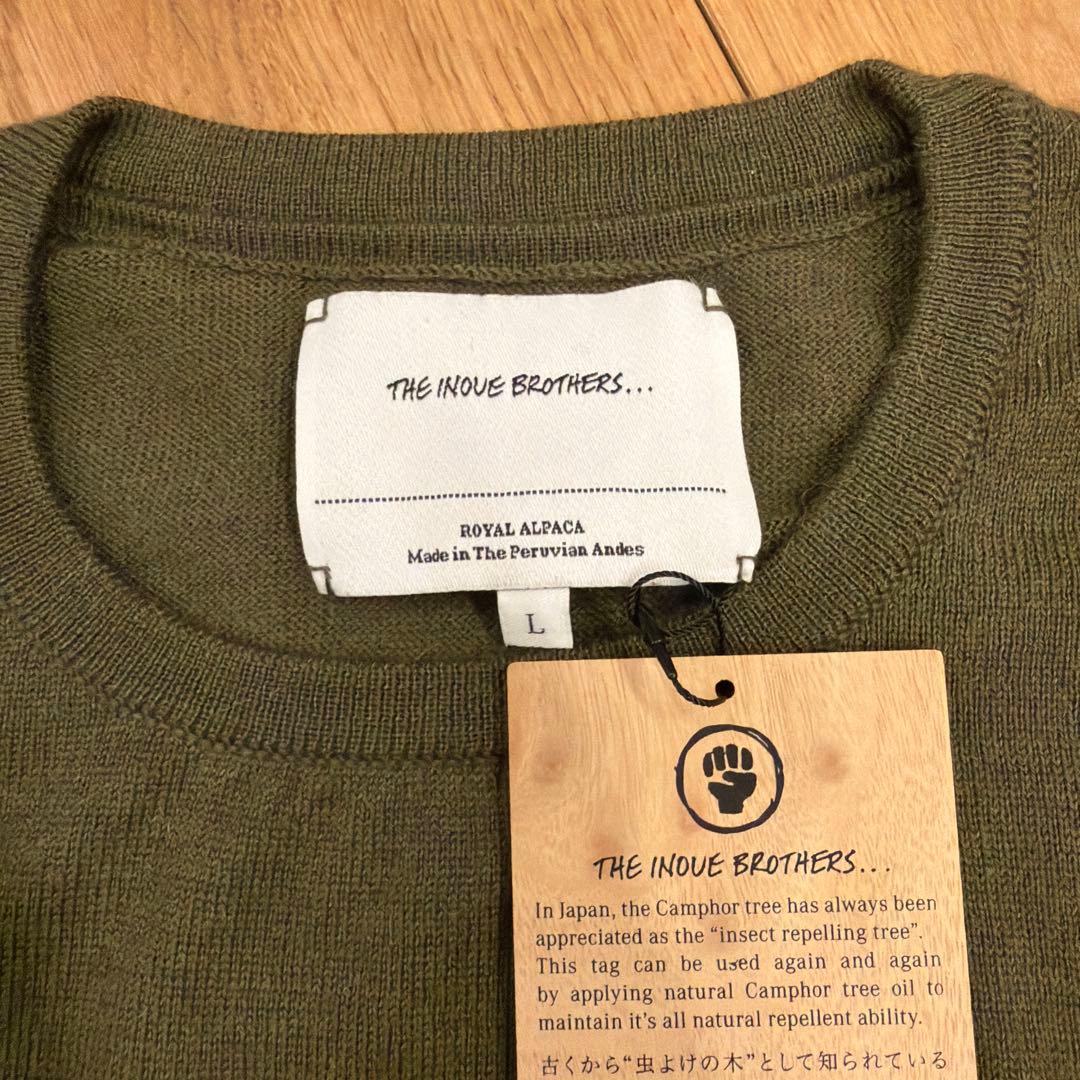 THE INOUE BROTHERS...
ROYAL ALPACA
Made in The Peruvian Andes
L
THE INOUE BROTHERS...
In Japan, the Camphor tree has always been
appreciated as the “insect repelling tree”.
This tag can be used again and again
by applying natural Camphor tree oil to
maintain it's all natural repellent ability.
古くから“虫よけの木”として知られている